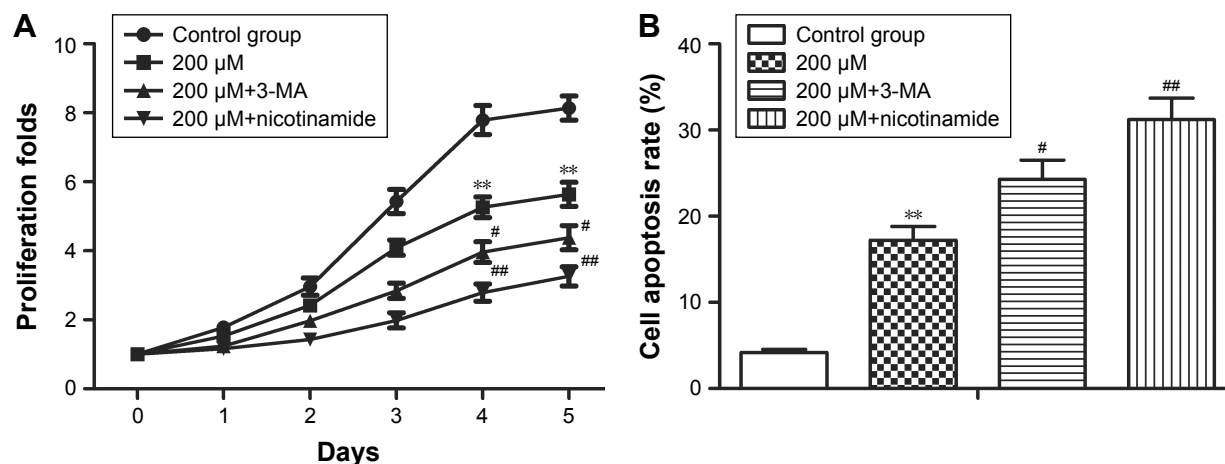 A
Proliferation folds
10
8
6
4
2
0
Control group
200 µM
200 µM+3-MA
200 µM+nicotinamide
**
**
#
#
##
##
0 1 2 3 4 5
Days
B
Cell apoptosis rate (%)
40
30
20
10
0
Control group
200 µM
200 µM+3-MA
200 µM+nicotinamide
**
#
##